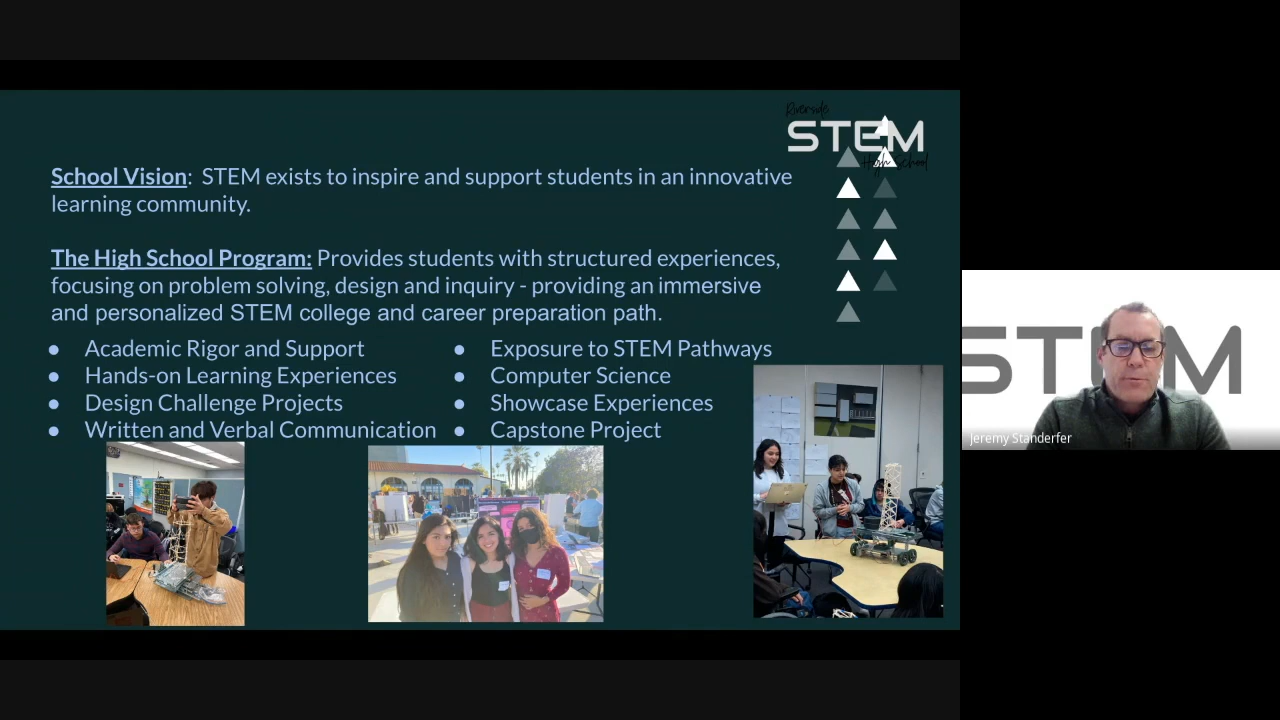 Riverside
STEM
High School
School Vision: STEM exists to inspire and support students in an innovative
learning community.
The High School Program: Provides students with structured experiences,
focusing on problem solving, design and inquiry - providing an immersive
and personalized STEM college and career preparation path.
● Academic Rigor and Support
● Hands-on Learning Experiences
● Design Challenge Projects
● Written and Verbal Communication
● Exposure to STEM Pathways
● Computer Science
● Showcase Experiences
● Capstone Project
STEM
Jeremy Standerfer